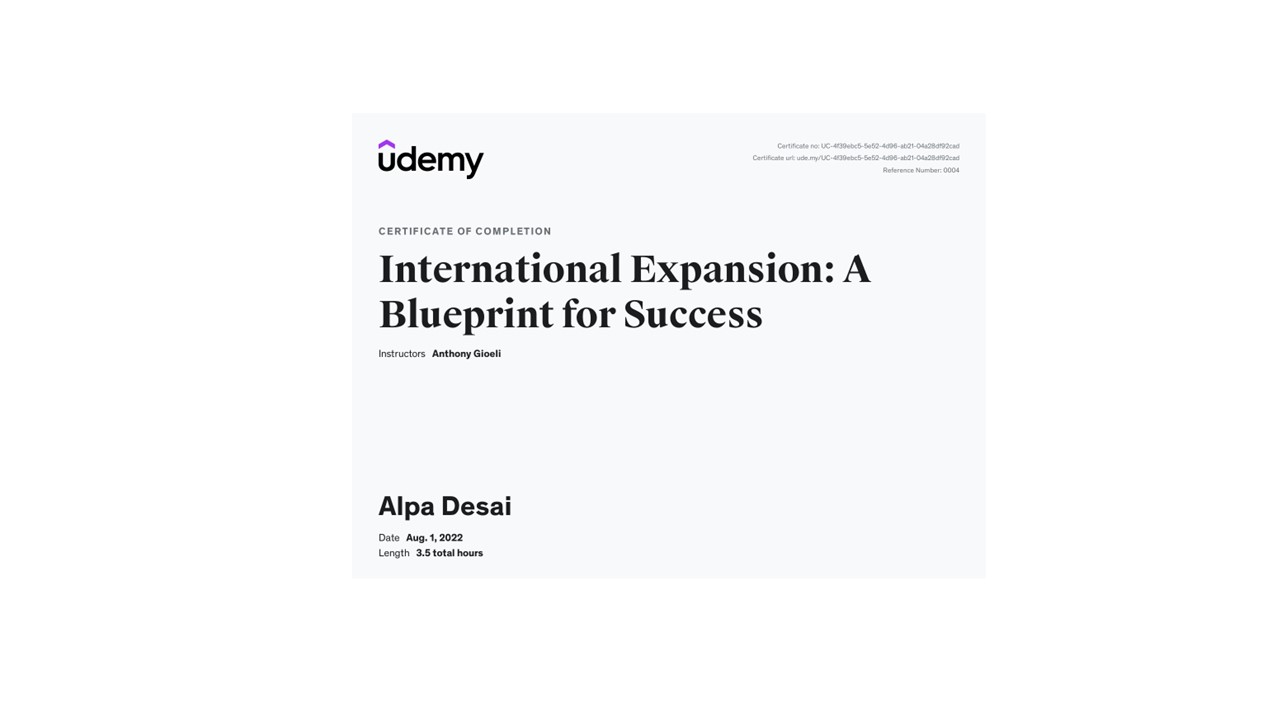 udemy
Certificate no: UC-4f39ebc5-5e52-4d96-ab21-04a28df92cad
Certificate url: ude.my/UC-4f39ebc5-5e52-4d96-ab21-04a28df92cad
Reference Number: 0004
CERTIFICATE OF COMPLETION
International Expansion: A
Blueprint for Success
Instructors Anthony Gioeli
Alpa Desai
Date Aug. 1, 2022
Length 3.5 total hours